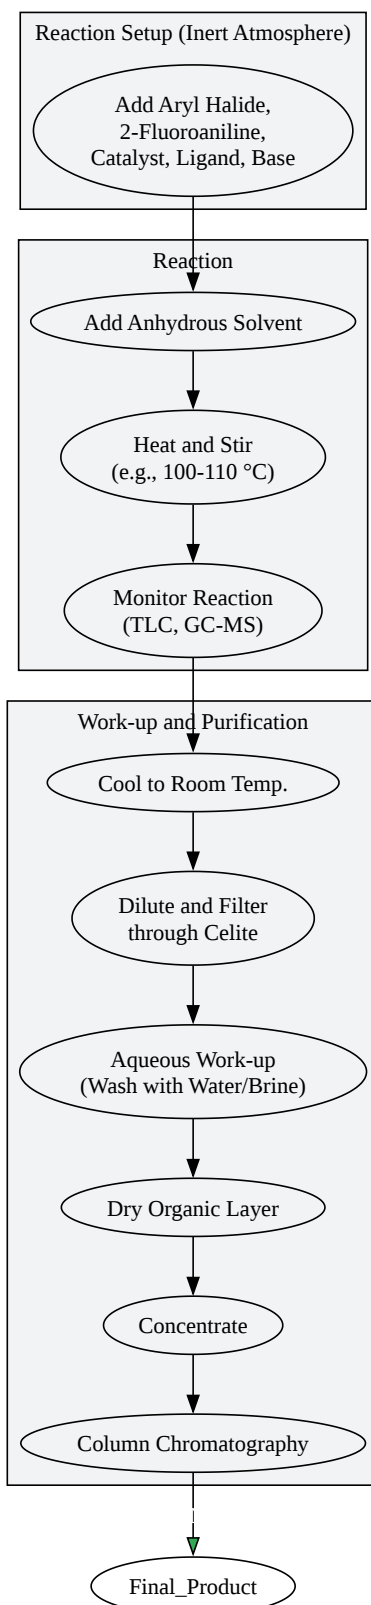 Reaction Setup (Inert Atmosphere)
Add Aryl Halide,
2-Fluoroaniline,
Catalyst, Ligand, Base
Reaction
Add Anhydrous Solvent
Heat and Stir
(e.g., 100-110 °C)
Monitor Reaction
(TLC, GC-MS)
Work-up and Purification
Cool to Room Temp.
Dilute and Filter
through Celite
Aqueous Work-up
(Wash with Water/Brine)
Dry Organic Layer
Concentrate
Column Chromatography
Final_Product